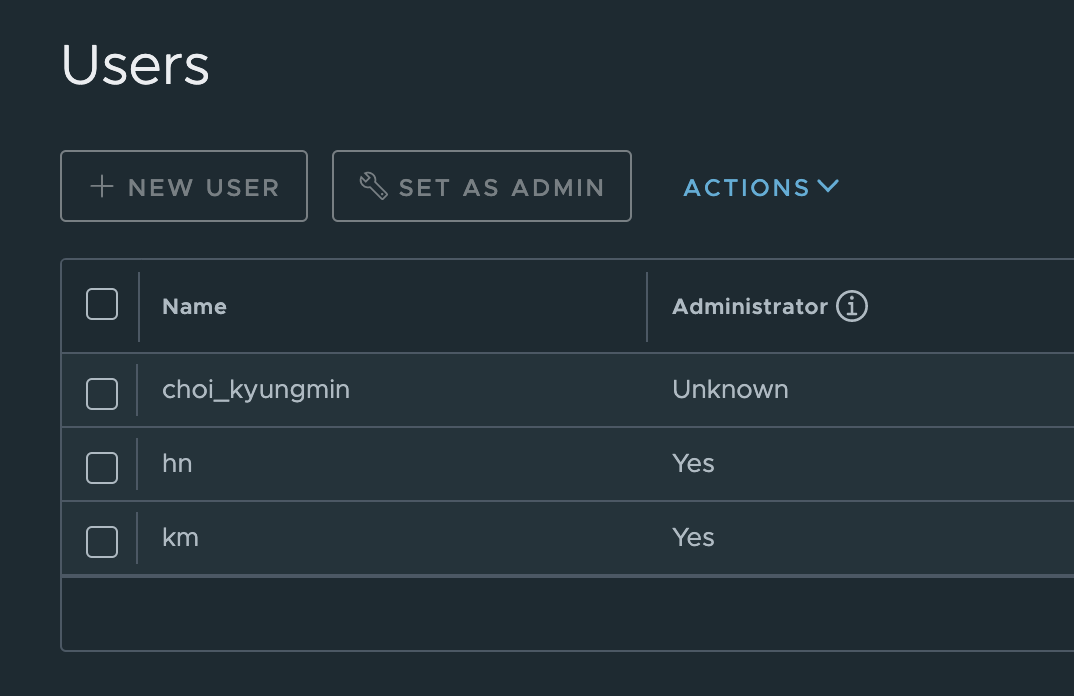 Users
NEW USER SET AS ADMIN ACTIONS
Name Administrator
choi_kyungmin Unknown
hn Yes
km Yes